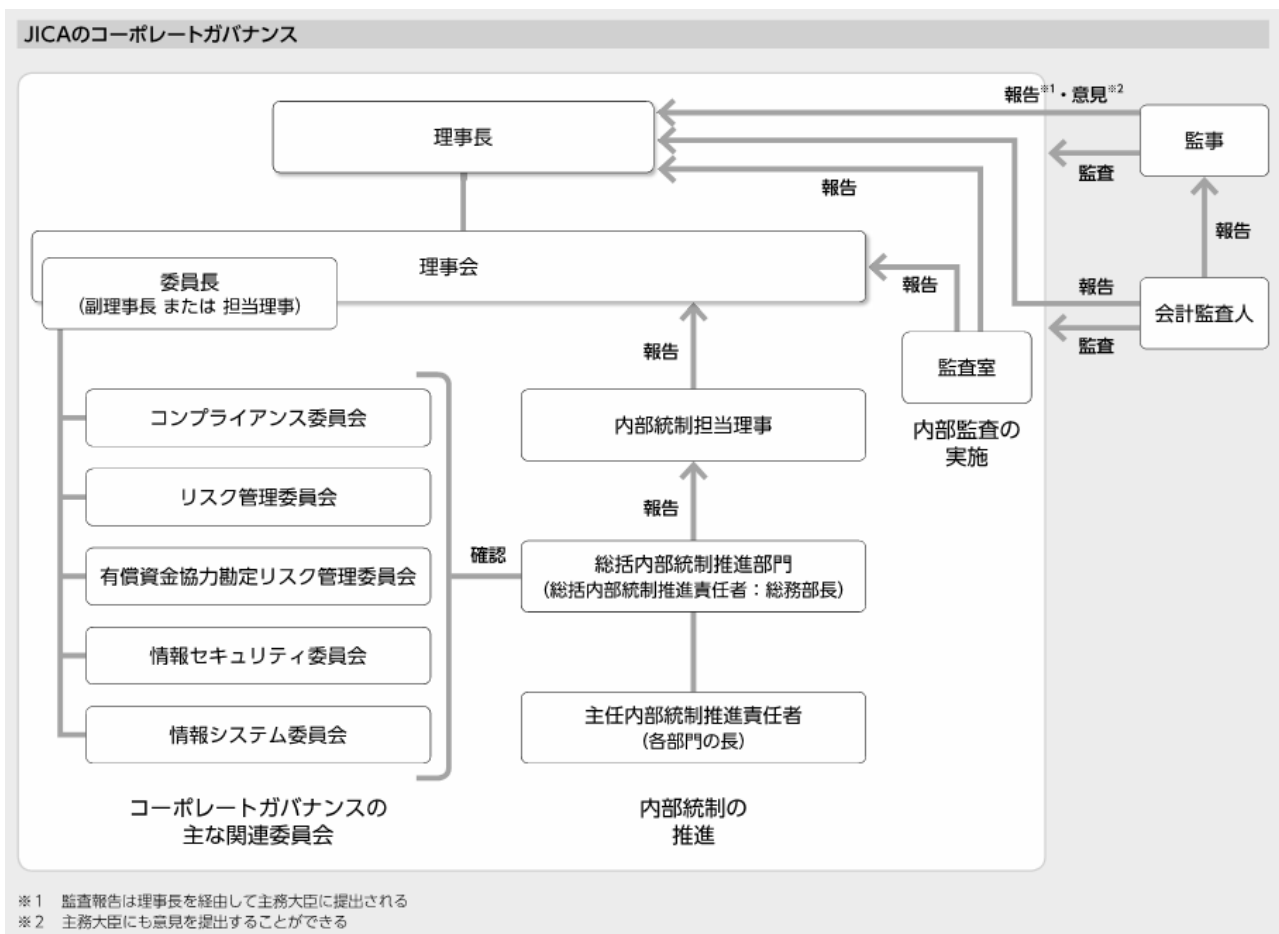 JICAのコーポレートガバナンス
報告※1・意見※2
理事長
監事
監査
報告
報告
理事会
委員長
(副理事長 または 担当理事)
報告
報告
会計監査人
監査
報告
監査室
コンプライアンス委員会
内部統制担当理事
内部監査の
実施
リスク管理委員会
報告
確認
有償資金協力勘定リスク管理委員会
総括内部統制推進部門
(総括内部統制推進責任者：総務部長)
情報セキュリティ委員会
情報システム委員会
主任内部統制推進責任者
(各部門の長)
コーポレートガバナンスの
主な関連委員会
内部統制の
推進
※1 監査報告は理事長を経由して主務大臣に提出される
※2 主務大臣にも意見を提出することができる